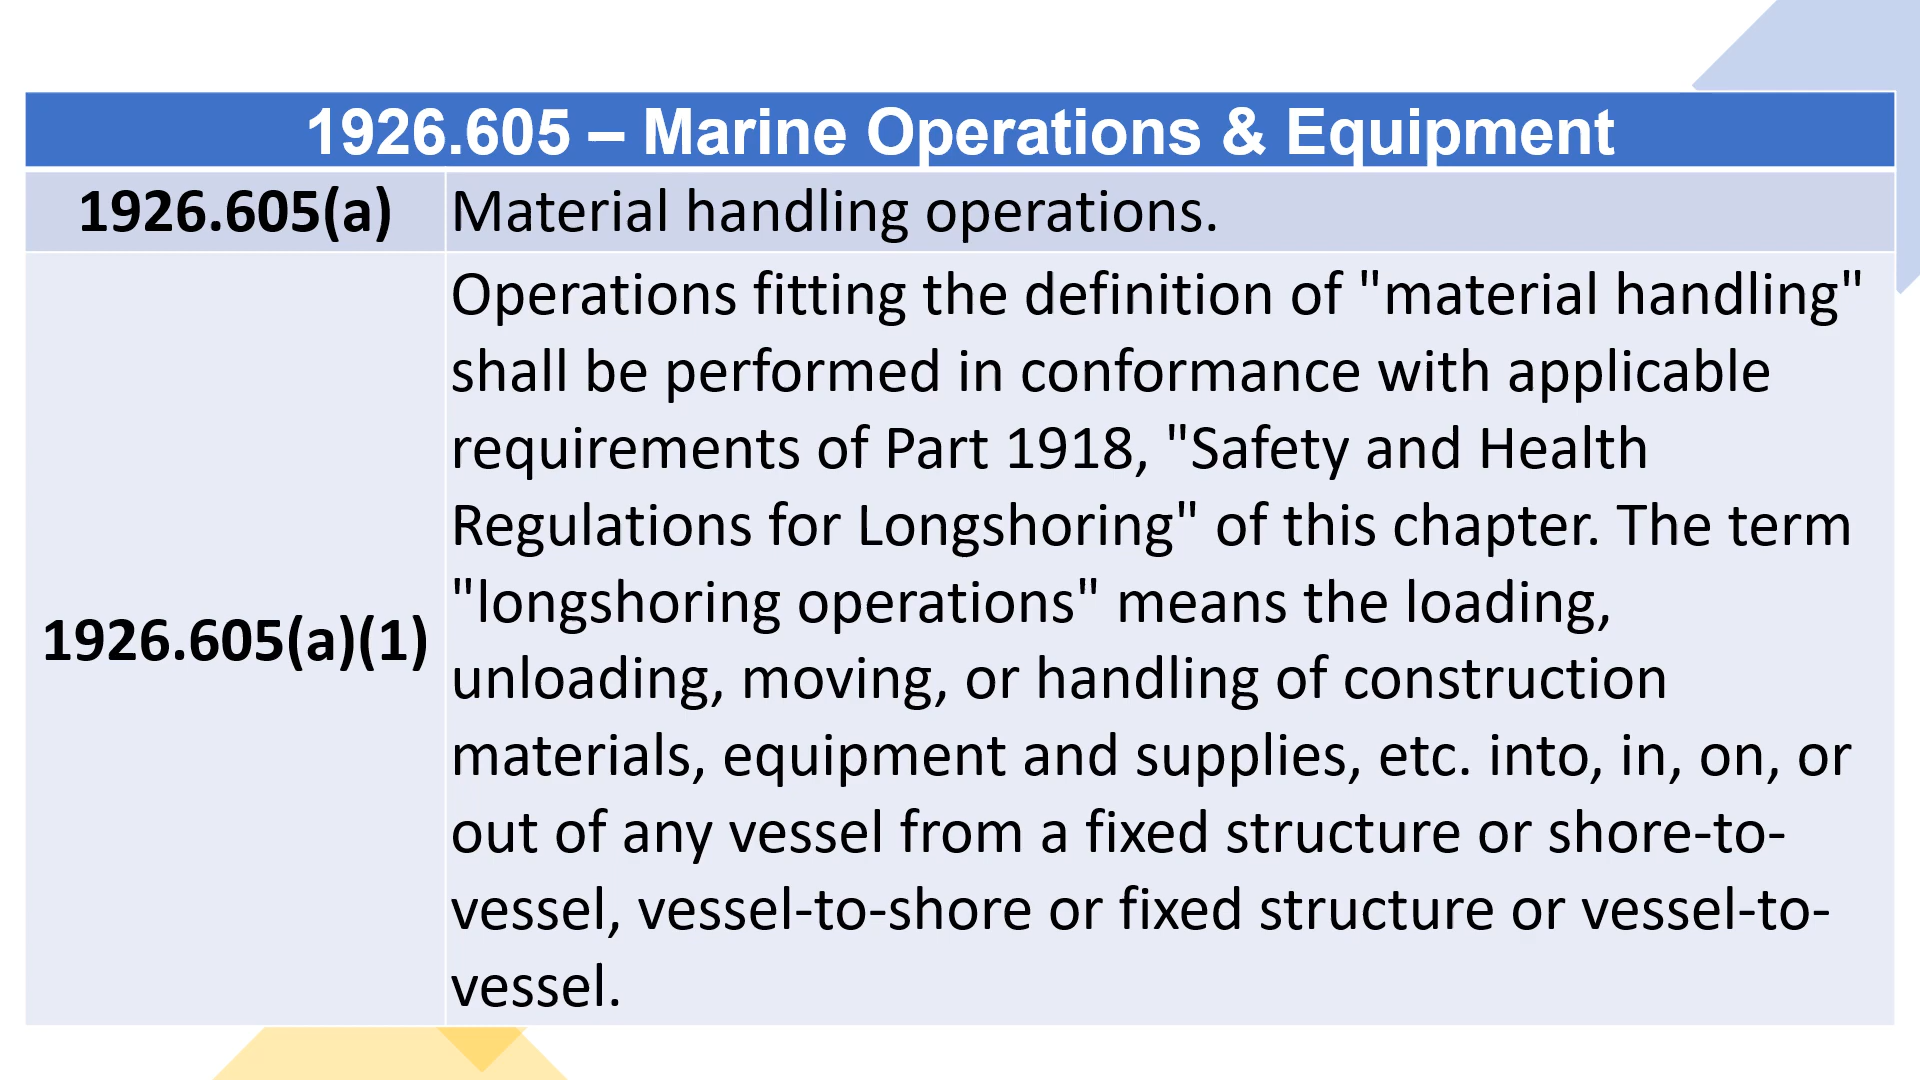 1926.605 – Marine Operations & Equipment
1926.605(a)
Material handling operations.
1926.605(a)(1)
Operations fitting the definition of "material handling"
shall be performed in conformance with applicable
requirements of Part 1918, "Safety and Health
Regulations for Longshoring" of this chapter. The term
"longshoring operations" means the loading,
unloading, moving, or handling of construction
materials, equipment and supplies, etc. into, in, on, or
out of any vessel from a fixed structure or shore-to-
vessel, vessel-to-shore or fixed structure or vessel-to-
vessel.